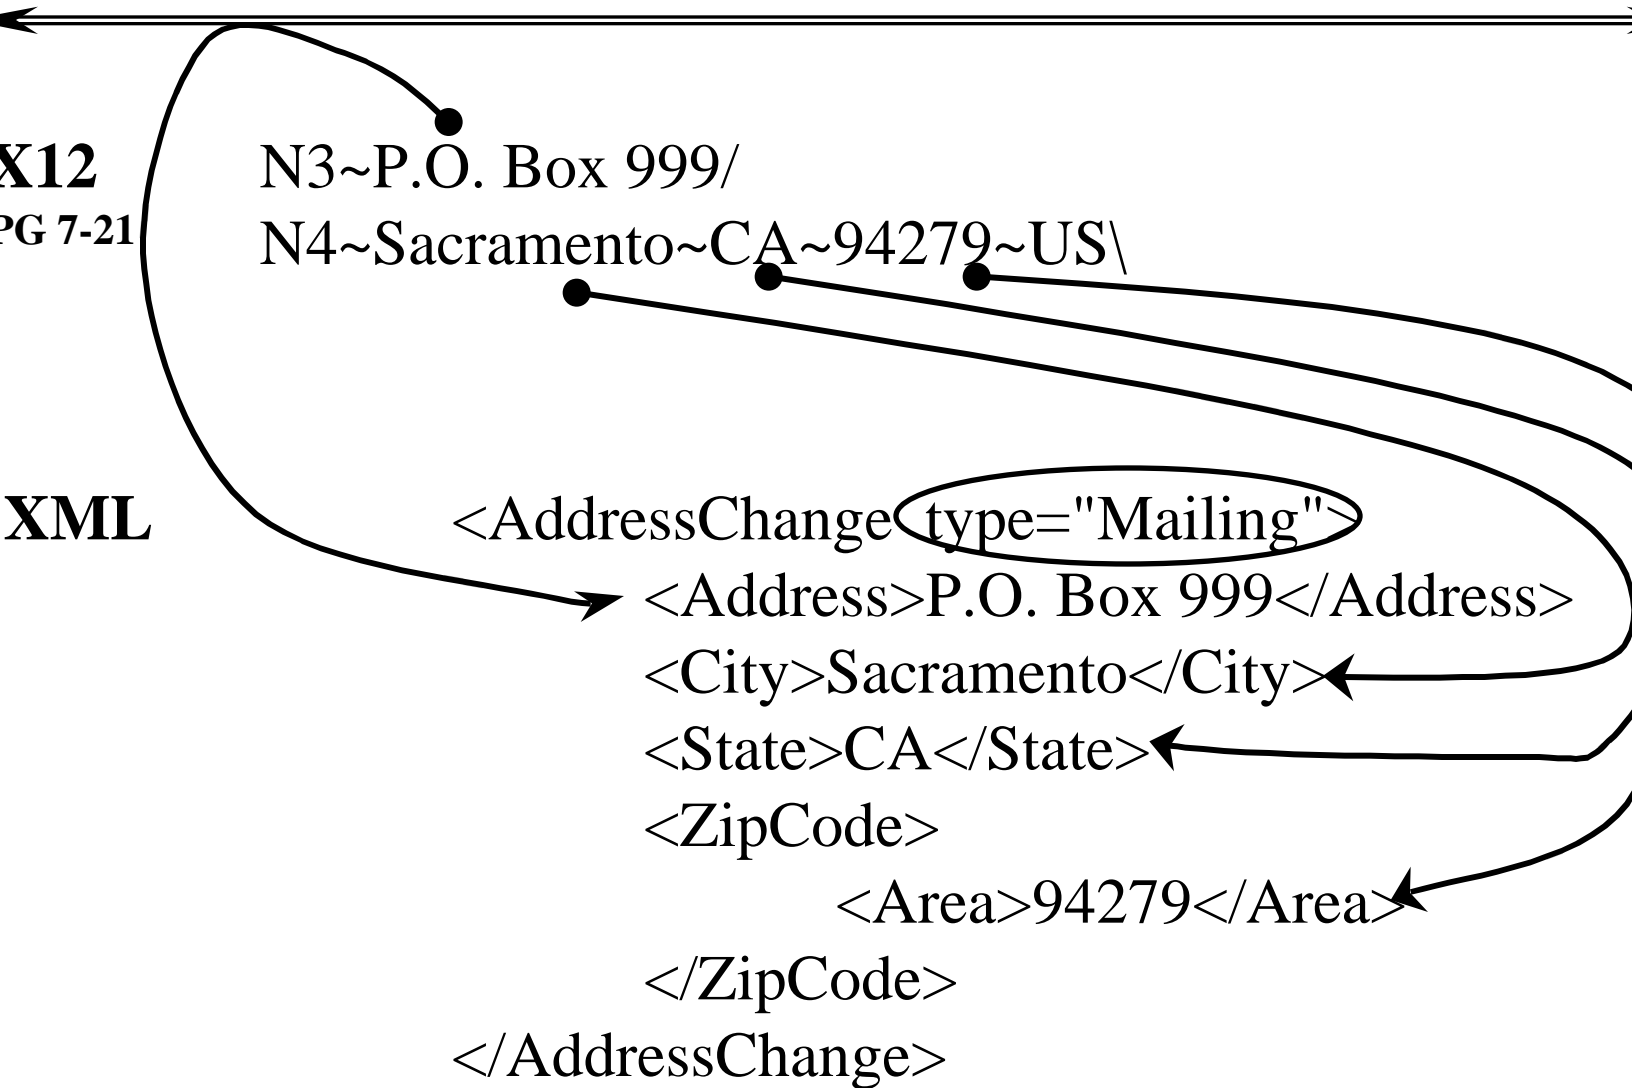 X12 N3~P.O. Box 999/
PG 7-21 N4~Sacramento~CA~94279~US\
XML <AddressChange type="Mailing">
<Address>P.O. Box 999</Address>
<City>Sacramento</City>
<State>CA</State>
<ZipCode>
<Area>94279</Area>
</ZipCode>
</AddressChange>